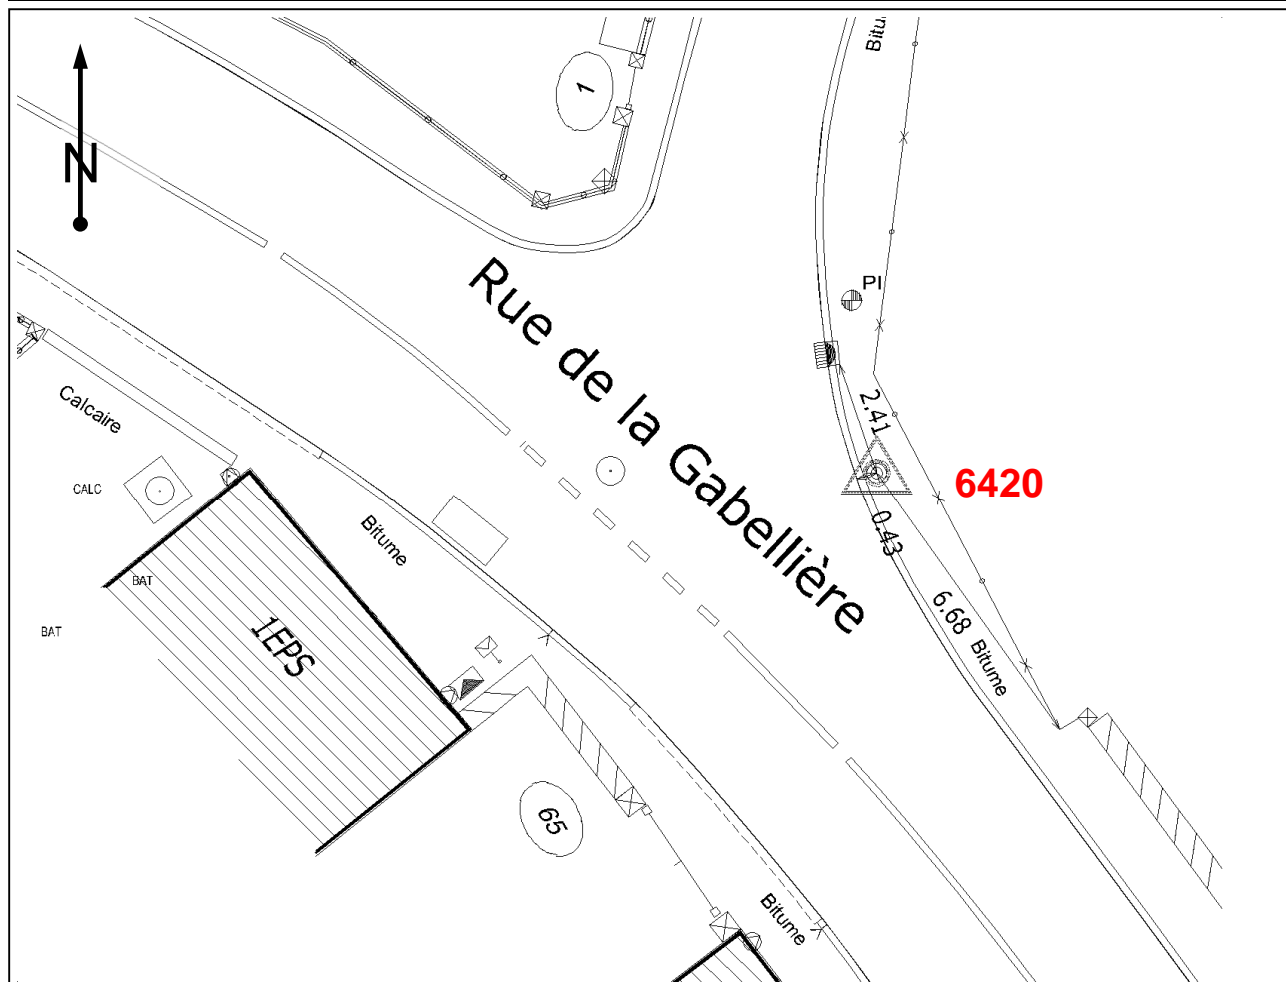 Bitu
1
N
PI
Rue de la Gabellière
2.41
Calcaire
6420
CALC
0.43
Bitume
BAT
6.68
BAT
1EPS
Bitume
65
Bitume